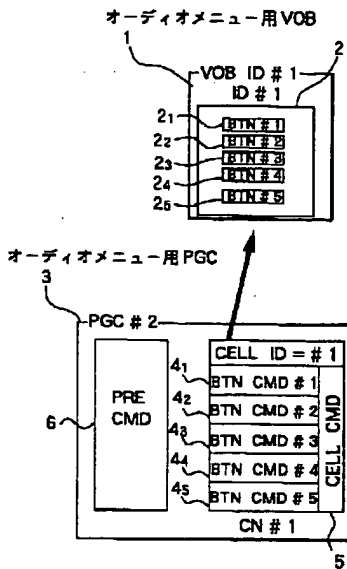 オーディオメニュー用VOB
1
2
VOB ID # 1
ID # 1
2₁ BTN # 1
2₂ BTN # 2
2₃ BTN # 3
2₄ BTN # 4
2₅ BTN # 5
オーディオメニュー用PGC
3
PGC # 2
CELL ID = # 1
6
PRE
CMD
4₁ BTN CMD # 1
4₂ BTN CMD # 2
4₃ BTN CMD # 3
4₄ BTN CMD # 4
4₅ BTN CMD # 5
CELL CMD
CN # 1
5